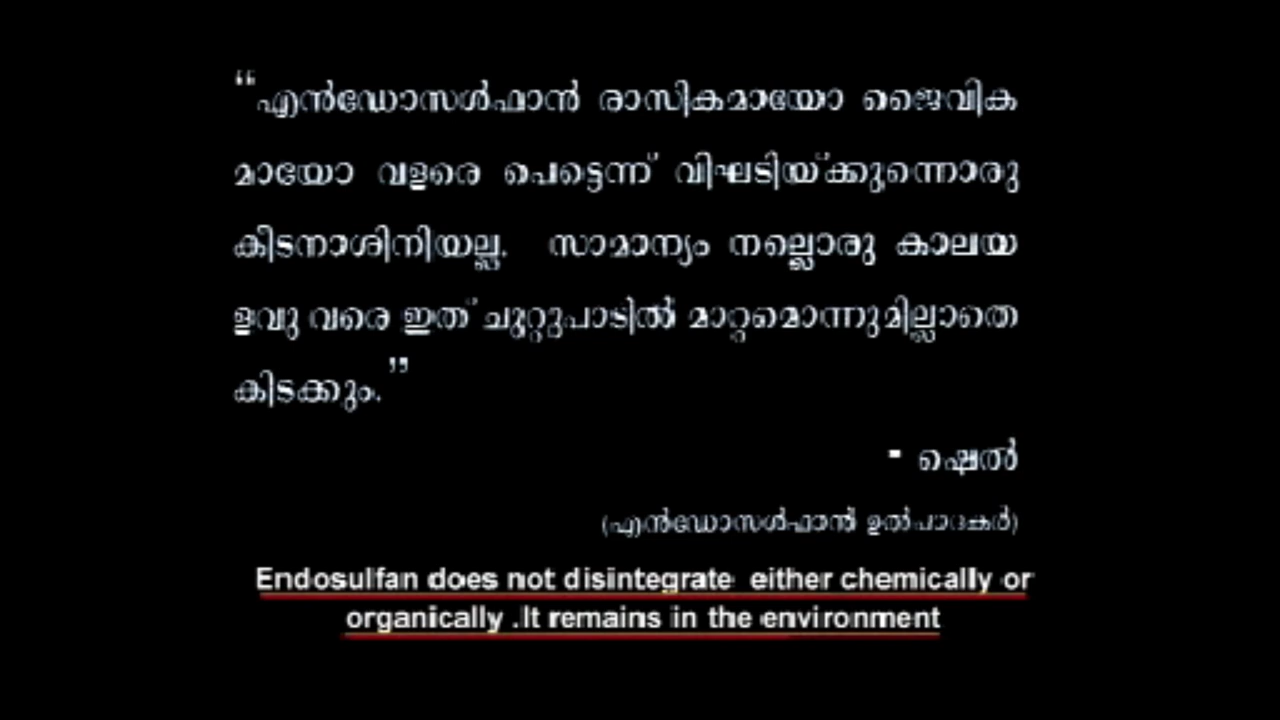 “എൻഡോസൾഫാൻ രാസികമായോ ജൈവിക
മായോ വളരെ പെട്ടെന്ന് വിഘടിയ്ക്കുന്നൊരു
കീടനാശിനിയല്ല. സാമാന്യം നല്ലൊരു കാലയ
ളവു വരെ ഇത് ചുറ്റുപാടിൽ മാറ്റമൊന്നുമില്ലാതെ
കിടക്കും.”
- ഷെൽ
(എൻഡോസൾഫാൻ ഉൽപാദകർ)
Endosulfan does not disintegrate either chemically or
organically .It remains in the environment